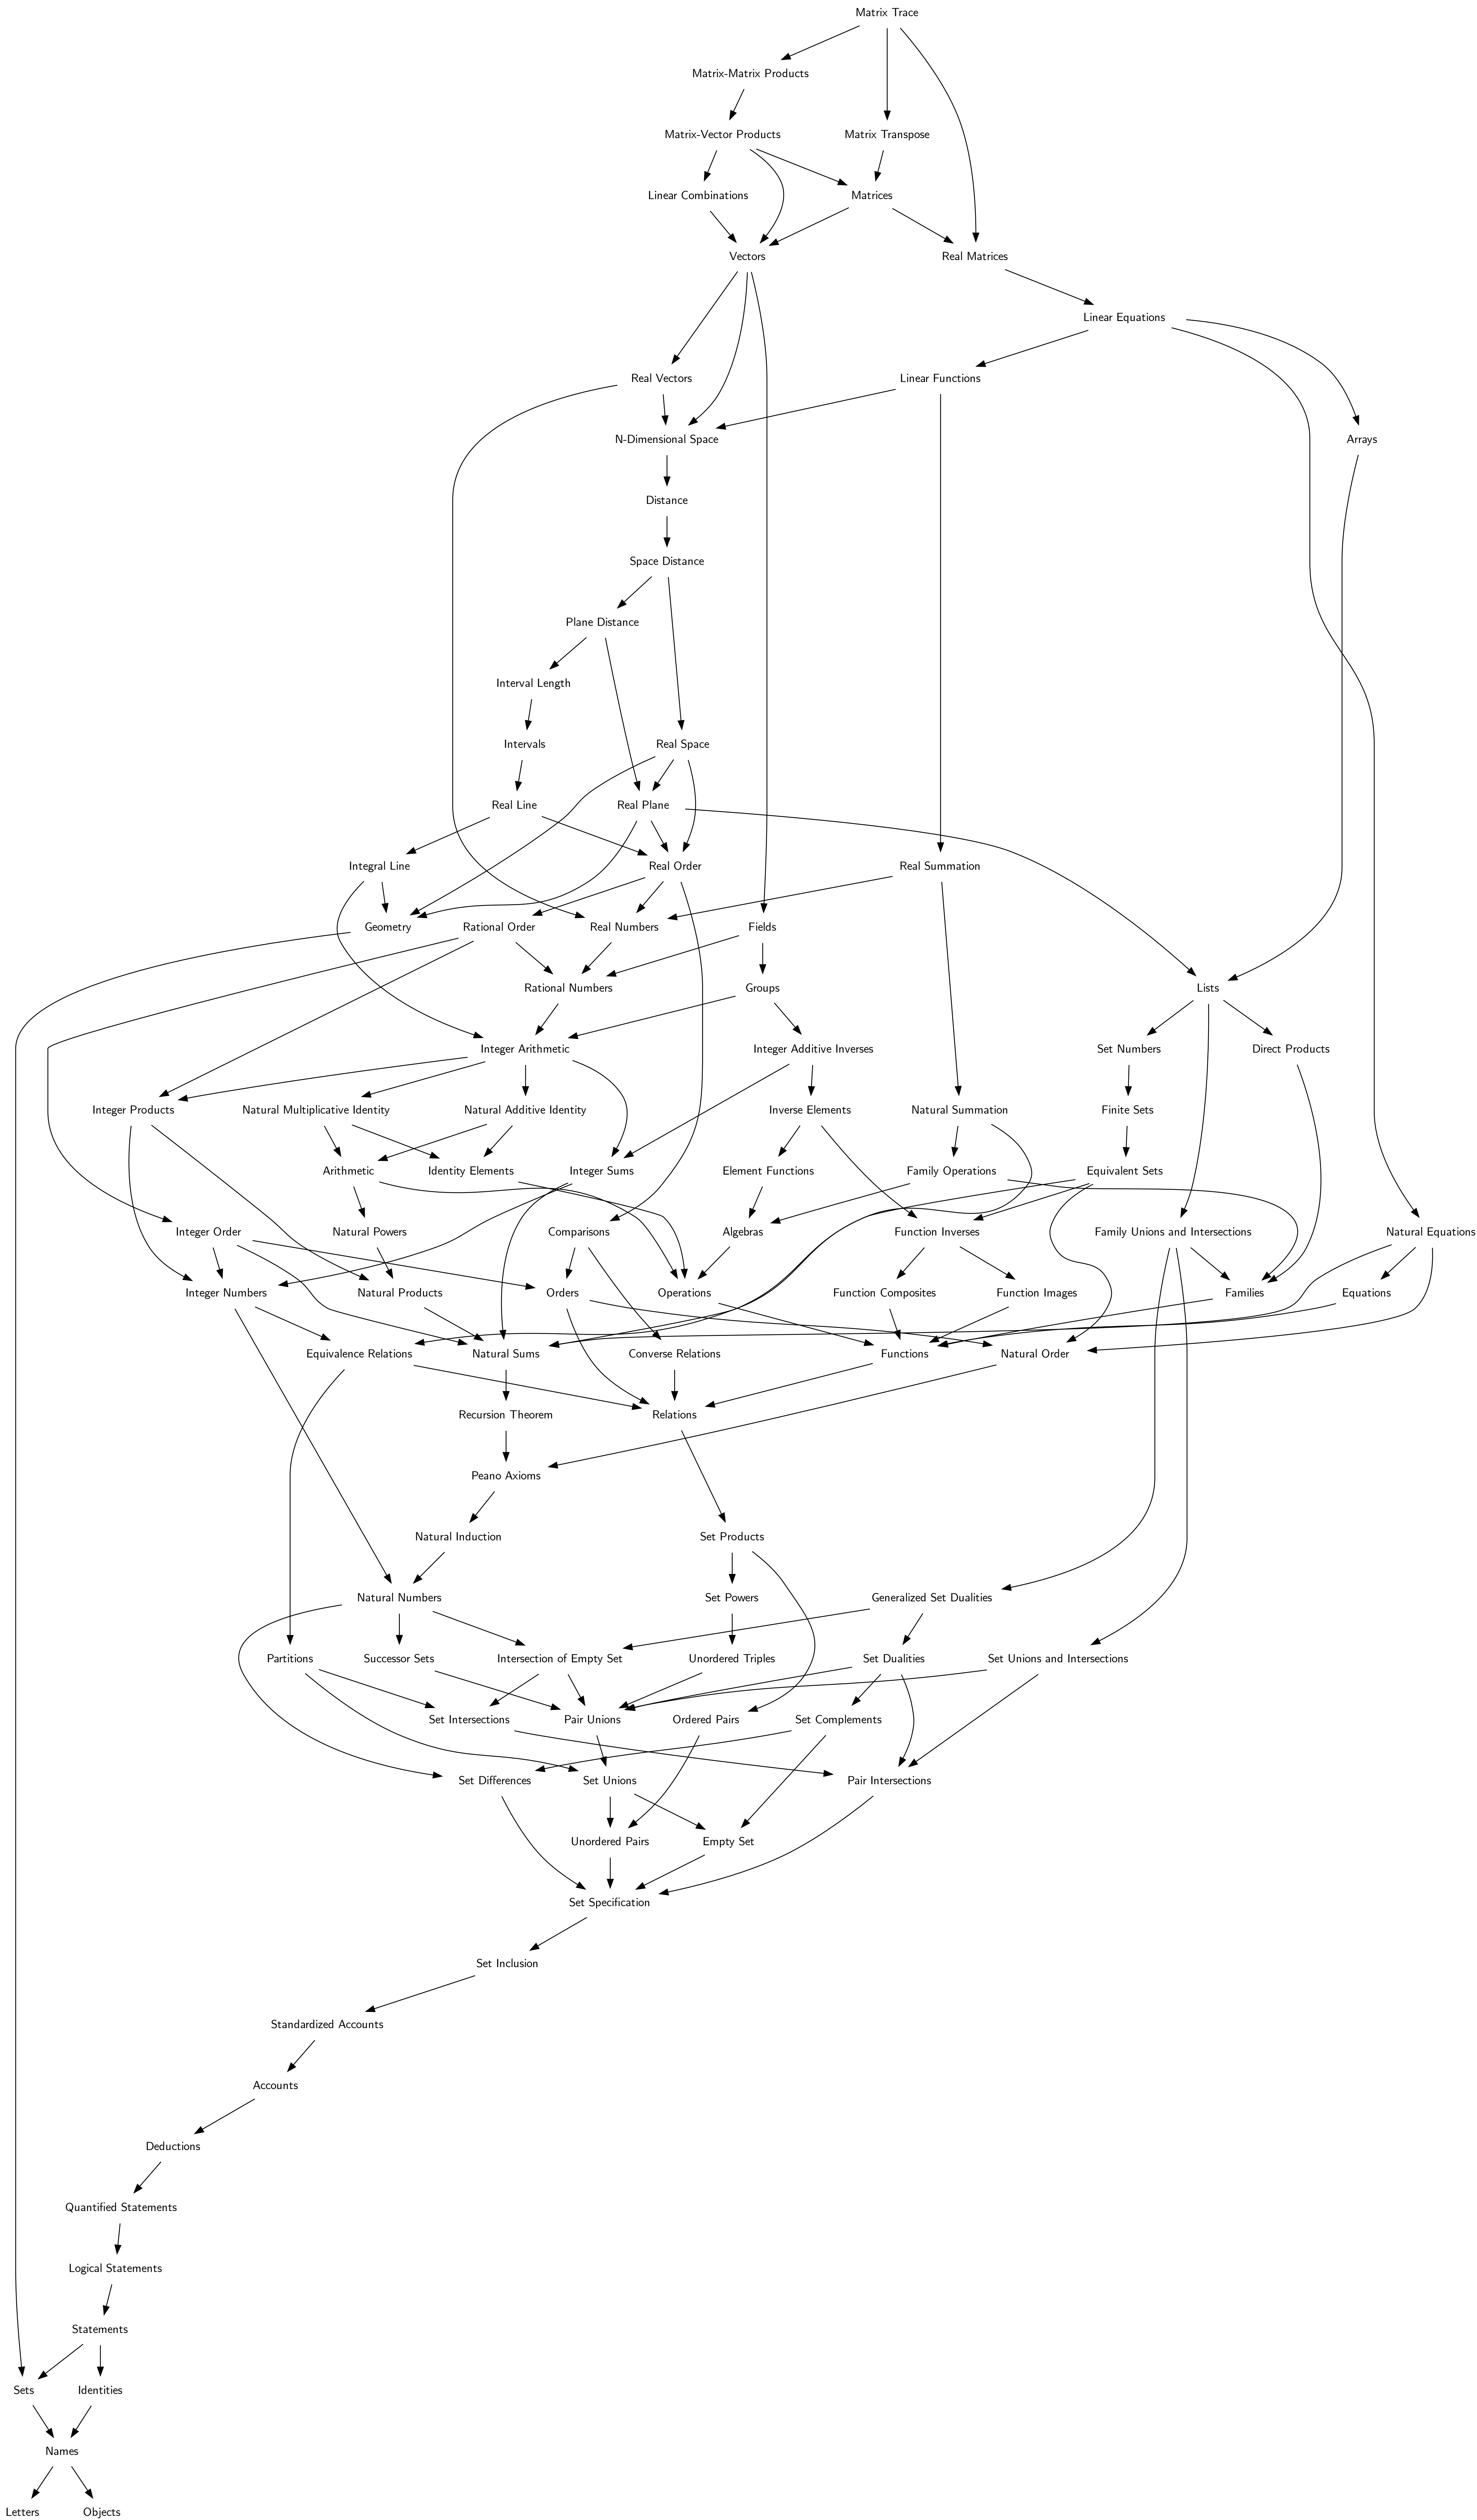 Matrix Trace
Matrix-Matrix Products
Matrix-Vector Products
Matrix Transpose
Linear Combinations
Matrices
Vectors
Real Matrices
Linear Equations
Real Vectors
Linear Functions
N-Dimensional Space
Arrays
Distance
Space Distance
Plane Distance
Interval Length
Intervals
Real Space
Real Line
Real Plane
Integral Line
Real Order
Real Summation
Geometry
Rational Order
Real Numbers
Fields
Rational Numbers
Groups
Lists
Integer Arithmetic
Integer Additive Inverses
Set Numbers
Direct Products
Integer Products
Natural Multiplicative Identity
Natural Additive Identity
Inverse Elements
Natural Summation
Finite Sets
Arithmetic
Identity Elements
Integer Sums
Element Functions
Family Operations
Equivalent Sets
Integer Order
Natural Powers
Comparisons
Algebras
Function Inverses
Family Unions and Intersections
Natural Equations
Integer Numbers
Natural Products
Orders
Operations
Function Composites
Function Images
Families
Equations
Equivalence Relations
Natural Sums
Converse Relations
Functions
Natural Order
Recursion Theorem
Relations
Peano Axioms
Natural Induction
Set Products
Natural Numbers
Set Powers
Generalized Set Dualities
Partitions
Successor Sets
Intersection of Empty Set
Unordered Triples
Set Dualities
Set Unions and Intersections
Set Intersections
Pair Unions
Ordered Pairs
Set Complements
Set Differences
Set Unions
Pair Intersections
Unordered Pairs
Empty Set
Set Specification
Set Inclusion
Standardized Accounts
Accounts
Deductions
Quantified Statements
Logical Statements
Statements
Sets
Identities
Names
Letters
Objects